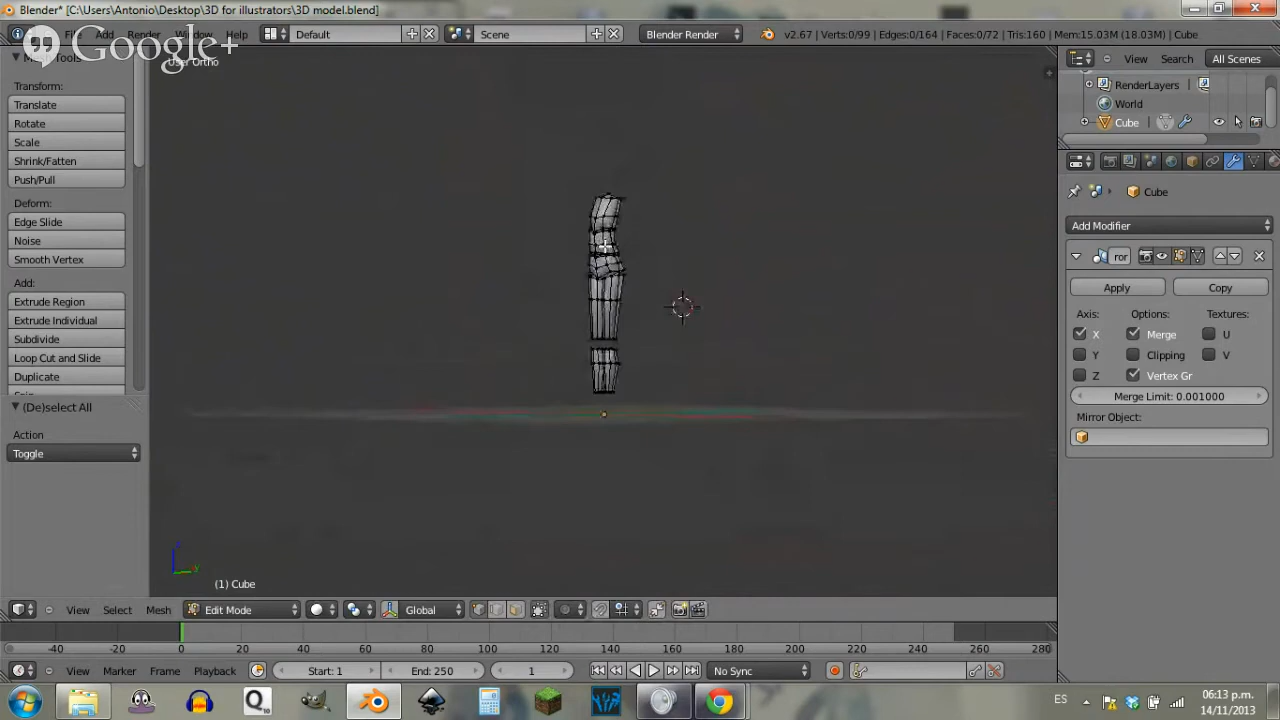 Blender* [C:\Users\Antonio\Desktop\3D for illustrators\3D model.blend]
File Add Render Window Help
Default
Scene
Blender Render
v2.67 | Verts:0/99 | Edges:0/164 | Faces:0/72 | Tris:160 | Mem:15.03M (18.03M) | Cube
Google+
Mesh Tools
User Ortho
Transform:
Translate
Rotate
Scale
Shrink/Fatten
Push/Pull
Deform:
Edge Slide
Noise
Smooth Vertex
Add:
Extrude Region
Extrude Individual
Subdivide
Loop Cut and Slide
Duplicate
(De)select All
Action
Toggle
(1) Cube
View Search All Scenes
RenderLayers
World
Cube
Cube
Add Modifier
ror
Apply Copy
Axis: Options: Textures:
X Merge U
Y Clipping V
Z Vertex Gr
Merge Limit: 0.001000
Mirror Object:
View Select Mesh Edit Mode Global
-40 -20 0 20 40 60 80 100 120 140 160 180 200 220 240 260 280
View Marker Frame Playback Start: 1 End: 250 1 No Sync
ES
06:13 p.m.
14/11/2013